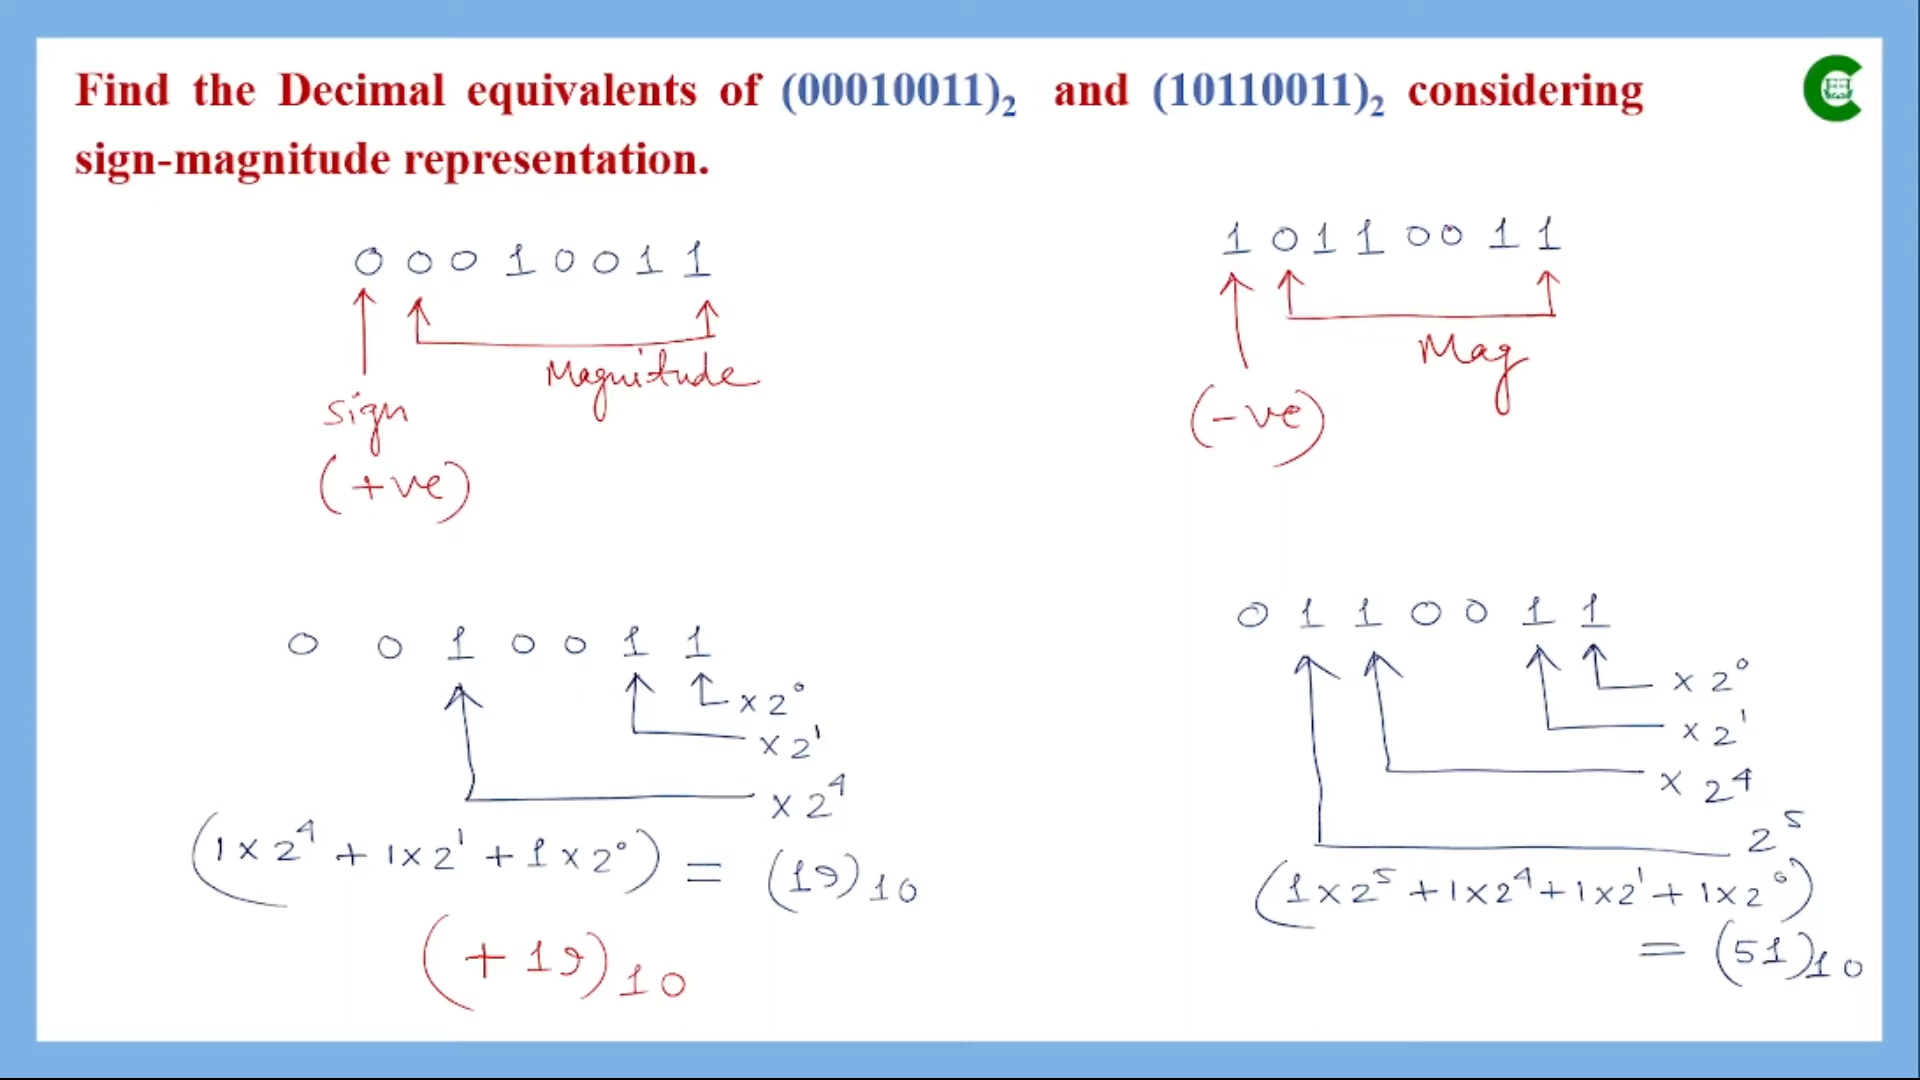 Find the Decimal equivalents of (00010011)₂ and (10110011)₂ considering
sign-magnitude representation.
0 0 0 1 0 0 1 1
Magnitude
sign
(+ve)
0 0 1 0 0 1 1
× 2⁰
× 2¹
× 2⁴
(1 × 2⁴ + 1 × 2¹ + 1 × 2⁰) = (19)₁₀
(+19)₁₀
1 0 1 1 0 0 1 1
Mag
(-ve)
0 1 1 0 0 1 1
× 2⁰
× 2¹
× 2⁴
2⁵
(1 × 2⁵ + 1 × 2⁴ + 1 × 2¹ + 1 × 2⁰)
= (51)₁₀